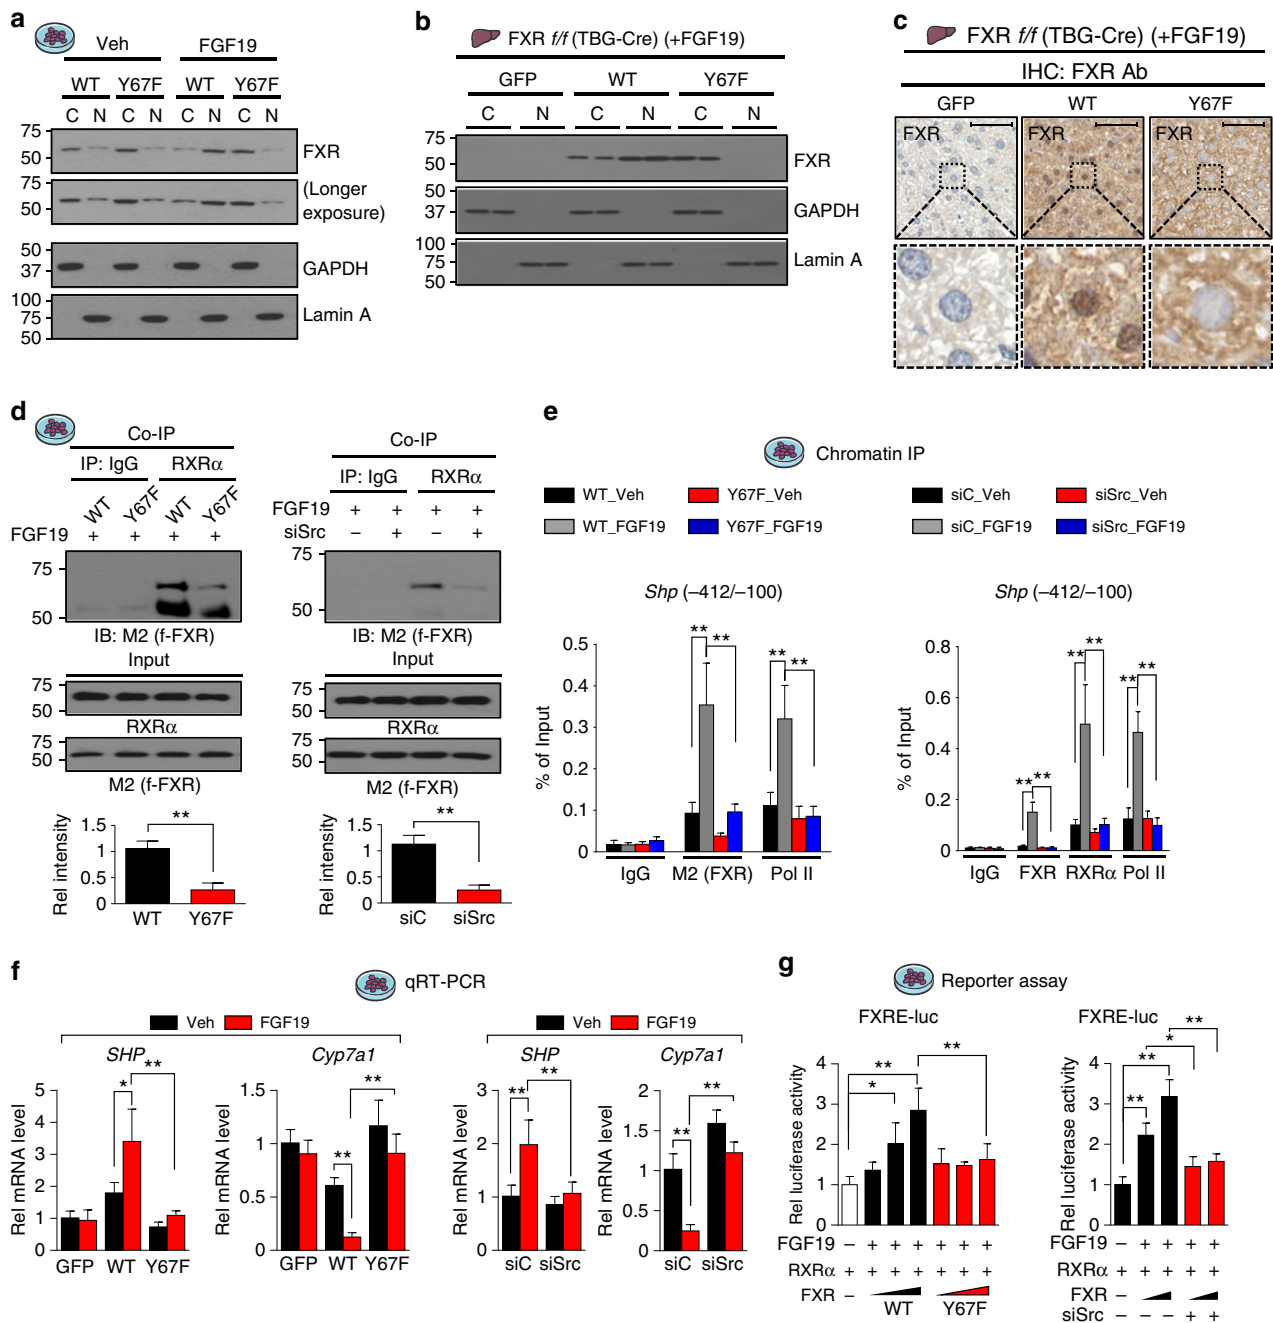 a
Veh FGF19
WT Y67F WT Y67F
C N C N C N C N
75
50
FXR
75
50
(Longer
exposure)
50
37
GAPDH
100
75
50
Lamin A
b
FXR f/f (TBG-Cre) (+FGF19)
GFP WT Y67F
C N C N C N
75
50
FXR
50
37
GAPDH
100
75
50
Lamin A
c
FXR f/f (TBG-Cre) (+FGF19)
IHC: FXR Ab
GFP WT Y67F
FXR FXR FXR
d
Co-IP
IP: IgG RXRα
WT Y67F WT Y67F
FGF19 + + + +
75
50
IB: M2 (f-FXR)
Input
75
50
RXRα
75
50
M2 (f-FXR)
Rel intensity
1.5
1
0.5
0
** 
WT Y67F
Co-IP
IP: IgG RXRα
FGF19 + + + +
siSrc – + – +
75
50
IB: M2 (f-FXR)
Input
75
50
RXRα
75
50
M2 (f-FXR)
Rel intensity
1.5
1
0.5
0
**
siC siSrc
e
Chromatin IP
WT_Veh Y67F_Veh
WT_FGF19 Y67F_FGF19
Shp (–412/–100)
% of Input
0.5
0.4
0.3
0.2
0.1
0
** ** ** **
IgG M2 (FXR) Pol II
siC_Veh siSrc_Veh
siC_FGF19 siSrc_FGF19
Shp (–412/–100)
% of Input
0.8
0.6
0.4
0.2
0
** ** ** ** ** **
IgG FXR RXRα Pol II
f
qRT-PCR
Veh FGF19
SHP
Rel mRNA level
5
4
3
2
1
0
* **
GFP WT Y67F
Cyp7a1
Rel mRNA level
1.5
1
0.5
0
** **
GFP WT Y67F
Veh FGF19
SHP
Rel mRNA level
3
2
1
0
** **
siC siSrc
Cyp7a1
Rel mRNA level
2
1.5
1
0.5
0
** **
siC siSrc
g
Reporter assay
FXRE-luc
Rel luciferase activity
4
3
2
1
0
** * **
FGF19 – + + + + + +
RXRα + + + + + + +
FXR –
WT Y67F
FXRE-luc
Rel luciferase activity
4
3
2
1
0
** ** * **
FGF19 – + + + +
RXRα + + + + +
FXR – –
siSrc – – – + +